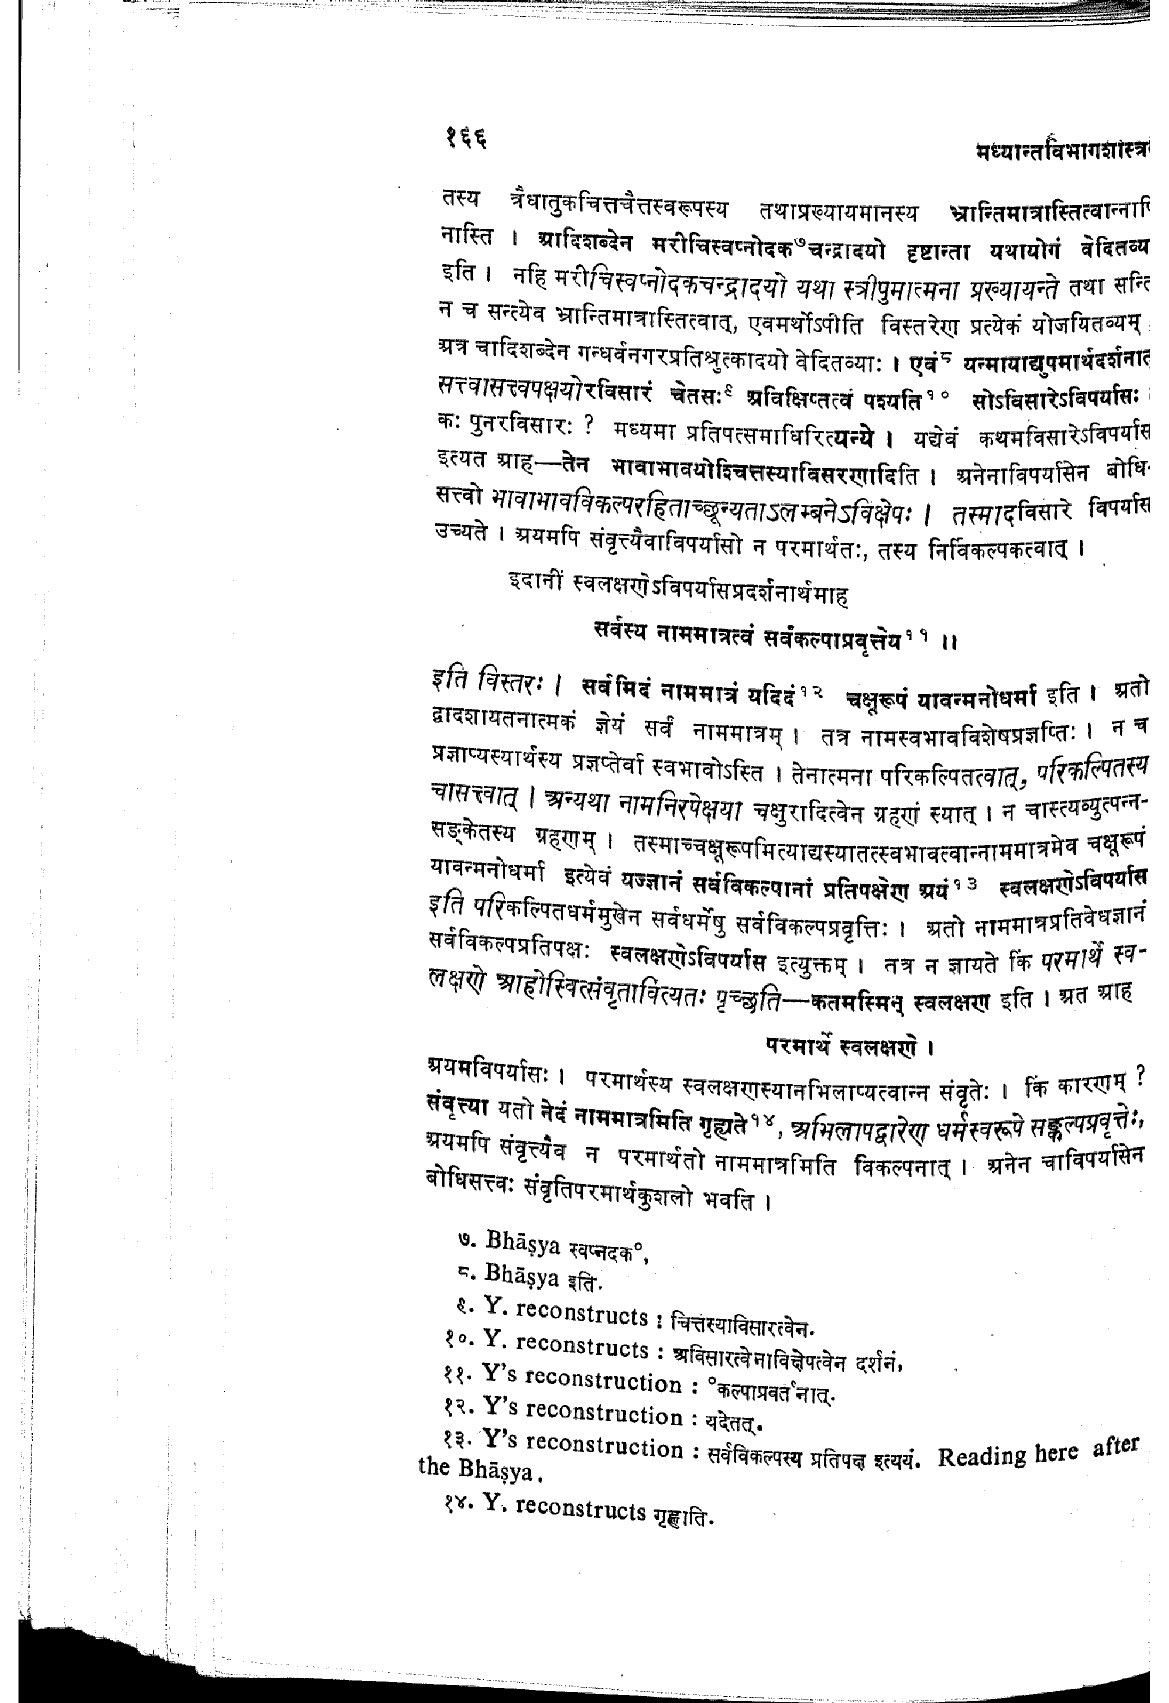 १६६
मध्यान्तविभागशास्त्र
तस्य त्रैधातुकचित्तचैत्तस्वरूपस्य तथाप्रख्यायमानस्य भ्रान्तिमात्रास्तित्वान्नापि
नास्ति । आदिशब्देन मरीचिस्वप्नोदक॰७चन्द्रादयो दृष्टान्ता यथायोगं वेदितव्या
इति । नहि मरीचिस्वप्नोदकचन्द्रादयो यथा स्त्रीपुमात्मना प्रख्यायन्ते तथा सन्ति
न च सन्त्येव भ्रान्तिमात्रास्तित्वात्, एवमर्थोऽपीति विस्तरेण प्रत्येकं योजयितव्यम्
अत्र चादिशब्देन गन्धर्वनगरप्रतिश्रुत्कादयो वेदितव्याः । एवं८ यन्मायाद्युपमार्थदर्शनात्
सत्त्वासत्त्वपक्षयोरविसारं चेतसः९ अविक्षिप्तत्वं पश्यति१० सोऽविसारेऽविपर्यासः
कः पुनरविसारः ? मध्यमा प्रतिपत्समाधिरित्यन्ये । यद्येवं कथमविसारेऽविपर्यास
इत्यत आह—तेन भावाभावयोश्चित्तस्याविसरणादिति । अनेनाविपर्यासेन बोधि-
सत्त्वो भावाभावविकल्परहिताच्छून्यताऽलम्बनेऽविक्षेपः । तस्मादविसारे विपर्यास
उच्यते । अयमपि संवृत्त्यैवाविपर्यासो न परमार्थतः, तस्य निर्विकल्पकत्वात् ।
इदानीं स्वलक्षणेऽविपर्यासप्रदर्शनार्थमाह
सर्वस्य नाममात्रत्वं सर्वकल्पाप्रवृत्तेय११ ।।
इति विस्तरः । सर्वमिदं नाममात्रं यदिदं१२ चक्षूरूपं यावन्मनोधर्मा इति । अतो
द्वादशायतनात्मकं ज्ञेयं सर्वं नाममात्रम् । तत्र नामस्वभावविशेषप्रज्ञप्तिः । न च
प्रज्ञाप्यस्यार्थस्य प्रज्ञप्तेर्वा स्वभावोऽस्ति । तेनात्मना परिकल्पितत्वात्, परिकल्पितस्य
चासत्त्वात् । अन्यथा नामनिरपेक्षया चक्षुरादित्वेन ग्रहणं स्यात् । न चास्त्यव्युत्पन्न-
सङ्केतस्य ग्रहणम् । तस्माच्चक्षूरूपमित्याद्यस्यातत्स्वभावत्वान्नाममात्रमेव चक्षूरूपं
यावन्मनोधर्मा इत्येवं यज्ज्ञानं सर्वविकल्पानां प्रतिपक्षेण अयं१३ स्वलक्षणेऽविपर्यास
इति परिकल्पितधर्ममुखेन सर्वधर्मेषु सर्वविकल्पप्रवृत्तिः । अतो नाममात्रप्रतिवेधज्ञानं
सर्वविकल्पप्रतिपक्षः स्वलक्षणेऽविपर्यास इत्युक्तम् । तत्र न ज्ञायते किं परमार्थे स्व-
लक्षणे आहोस्वित्संवृतावित्यतः पृच्छति—कतमस्मिन् स्वलक्षण इति । अत आह
परमार्थे स्वलक्षणे ।
अयमविपर्यासः । परमार्थस्य स्वलक्षणस्यानभिलाप्यत्वान्न संवृतेः । किं कारणम् ?
संवृत्त्या यतो नेदं नाममात्रमिति गृह्यते१४, अभिलापद्वारेण धर्मस्वरूपे सङ्कल्पप्रवृत्तेः,
अयमपि संवृत्त्यैव न परमार्थतो नाममात्रमिति विकल्पनात् । अनेन चाविपर्यासेन
बोधिसत्त्वः संवृतिपरमार्थकुशलो भवति ।
७. Bhāṣya स्वप्नदक॰,
८. Bhāṣya इति.
९. Y. reconstructs : चित्तस्याविसारत्वेन.
१०. Y. reconstructs : अविसारत्वेनाविक्षेपत्वेन दर्शनं,
११. Y's reconstruction : ॰कल्पाप्रवर्तनात्.
१२. Y's reconstruction : यदेतत्.
१३. Y's reconstruction : सर्वविकल्पस्य प्रतिपक्ष इत्ययं. Reading here after
the Bhāṣya.
१४. Y. reconstructs गृह्णाति.